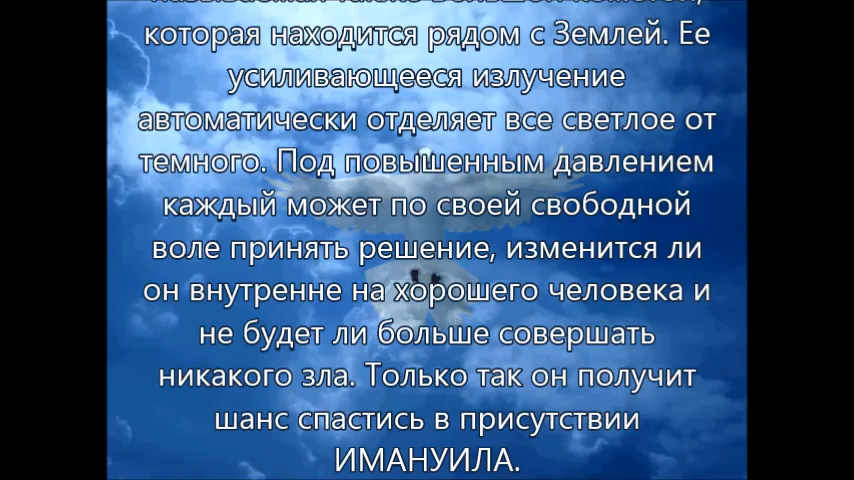 которая находится рядом с Землей. Ее
усиливающееся излучение
автоматически отделяет все светлое от
темного. Под повышенным давлением
каждый может по своей свободной
воле принять решение, изменится ли
он внутренне на хорошего человека и
не будет ли больше совершать
никакого зла. Только так он получит
шанс спастись в присутствии
ИМАНУИЛА.